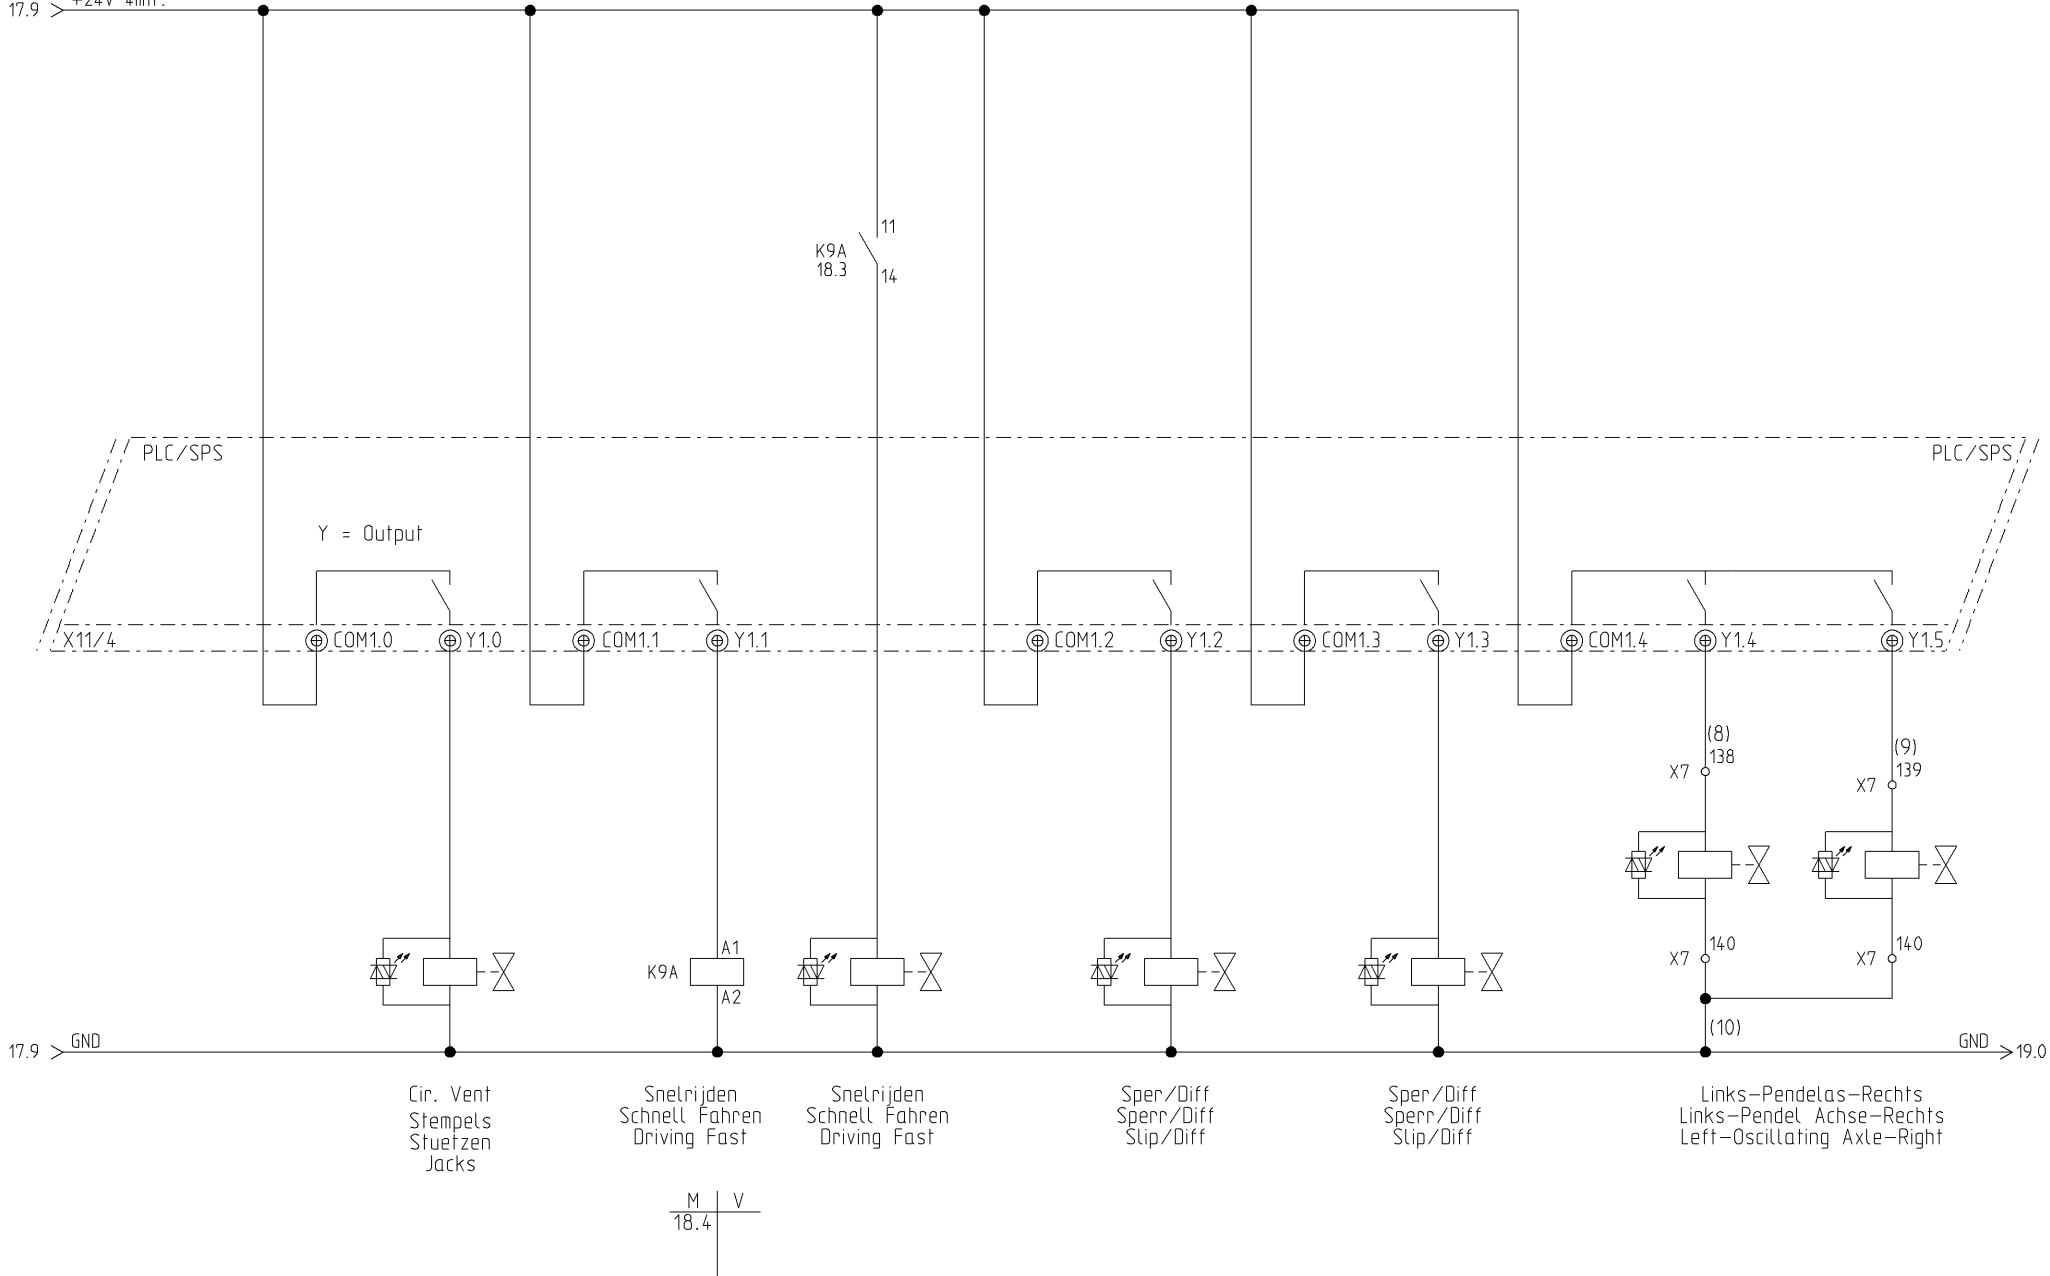 17.9
+24V 4mm.
11
K9A
18.3
14
PLC/SPS
PLC/SPS
Y = Output
X11/4
COM1.0
Y1.0
COM1.1
Y1.1
COM1.2
Y1.2
COM1.3
Y1.3
COM1.4
Y1.4
Y1.5
(8)
138
X7
(9)
139
X7
A1
K9A
A2
140
X7
140
X7
(10)
17.9
GND
GND
19.0
Cir. Vent
Stempels
Stuetzen
Jacks
Snelrijden
Schnell Fahren
Driving Fast
Snelrijden
Schnell Fahren
Driving Fast
Sper/Diff
Sperr/Diff
Slip/Diff
Sper/Diff
Sperr/Diff
Slip/Diff
Links-Pendelas-Rechts
Links-Pendel Achse-Rechts
Left-Oscillating Axle-Right
M V
18.4